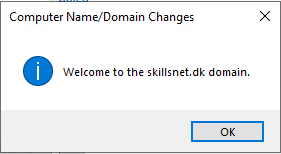 Computer Name/Domain Changes
Welcome to the skillsnet.dk domain.
OK